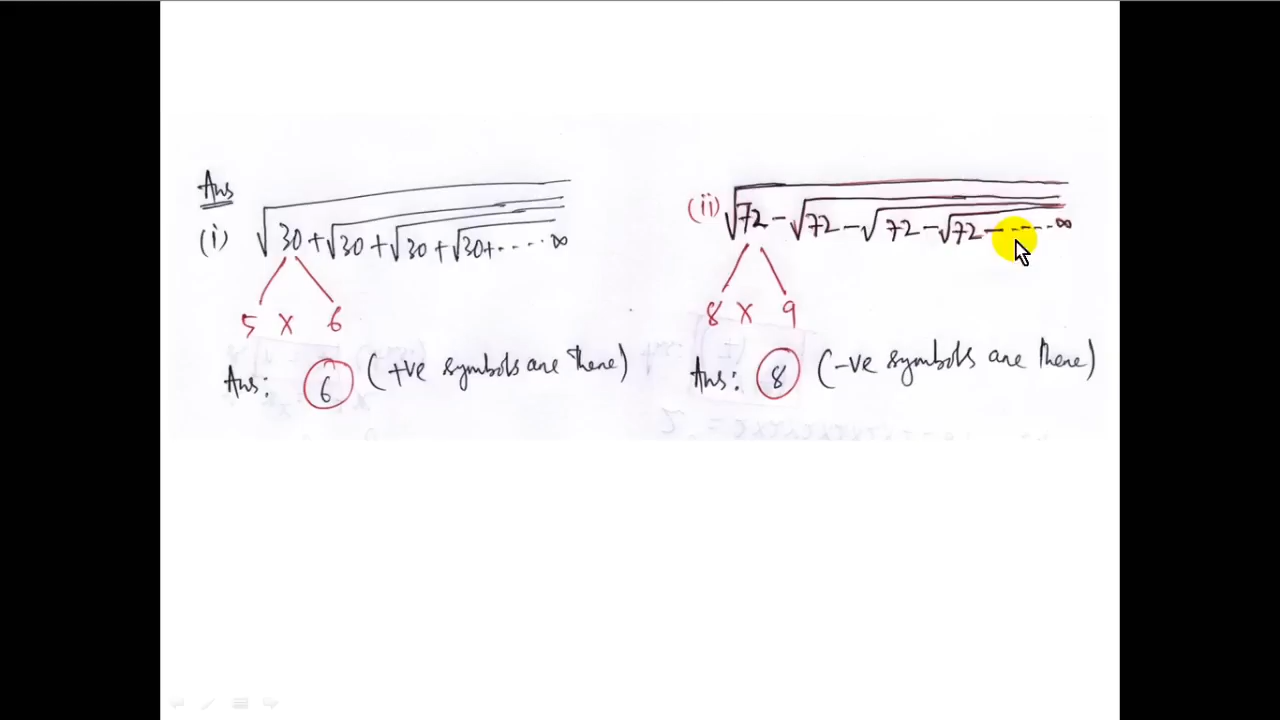 Ans
(i) √30 + √30 + √30 + √30 + ..... ∞
5 × 6
Ans: 6 (+ve symbols are there)
(ii) √72 − √72 − √72 − √72 − ..... ∞
8 × 9
Ans: 8 (−ve symbols are there)